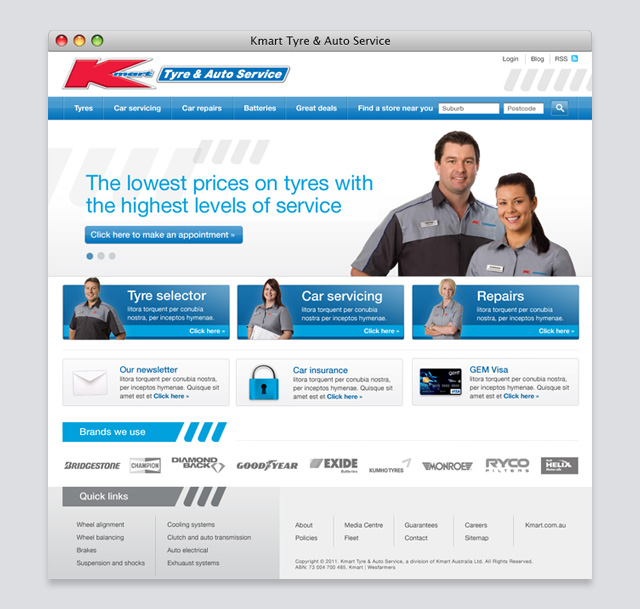 Kmart Tyre & Auto Service
Login Blog RSS
Kmart Tyre & Auto Service
Tyres Car servicing Car repairs Batteries Great deals Find a store near you Suburb Postcode
The lowest prices on tyres with
the highest levels of service
Click here to make an appointment »
Tyre selector
litora torquent per conubia
nostra, per inceptos hymenae.
Click here »
Car servicing
litora torquent per conubia
nostra, per inceptos hymenae.
Click here »
Repairs
litora torquent per conubia
nostra, per inceptos hymenae.
Click here »
Our newsletter
litora torquent per conubia nostra,
per inceptos hymenae. Quisque sit
amet est et Click here »
Car insurance
litora torquent per conubia nostra,
per inceptos hymenae. Quisque sit
amet est et Click here »
GEM Visa
litora torquent per conubia nostra,
per inceptos hymenae. Quisque sit
amet est et Click here »
gem
VISA
Brands we use
BRIDGESTONE CHAMPION DIAMOND BACK GOODYEAR EXIDE Batteries KUMHO TYRES MONROE RYCO FILTERS Shell HELIX Motor Oils
Quick links
Wheel alignment
Wheel balancing
Brakes
Suspension and shocks
Cooling systems
Clutch and auto transmission
Auto electrical
Exhuaust systems
About
Policies
Media Centre
Fleet
Guarantees
Contact
Careers
Sitemap
Kmart.com.au
Copyright © 2011. Kmart Tyre & Auto Service, a division of Kmart Australia Ltd. All Rights Reserved.
ABN: 73 004 700 485. Kmart | Wesfarmers